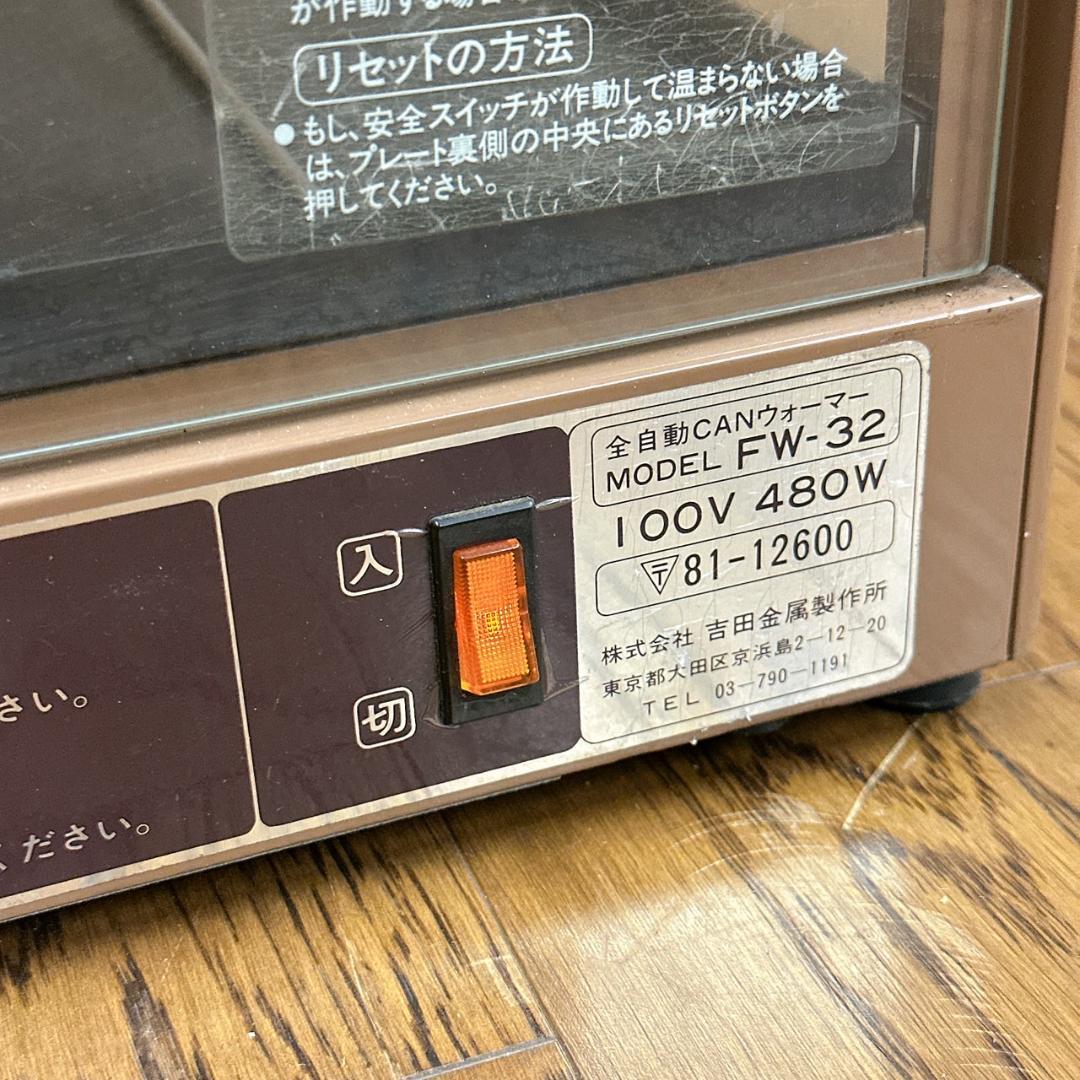 が作動する場合
リセットの方法
●もし、安全スイッチが作動して温まらない場合
は、プレート裏側の中央にあるリセットボタンを
押してください。
全自動CANウォーマー
MODEL FW-32
100V 480W
〒81-12600
株式会社 吉田金属製作所
東京都大田区京浜島2-12-20
TEL 03-790-1191
入
切
さい。
ください。